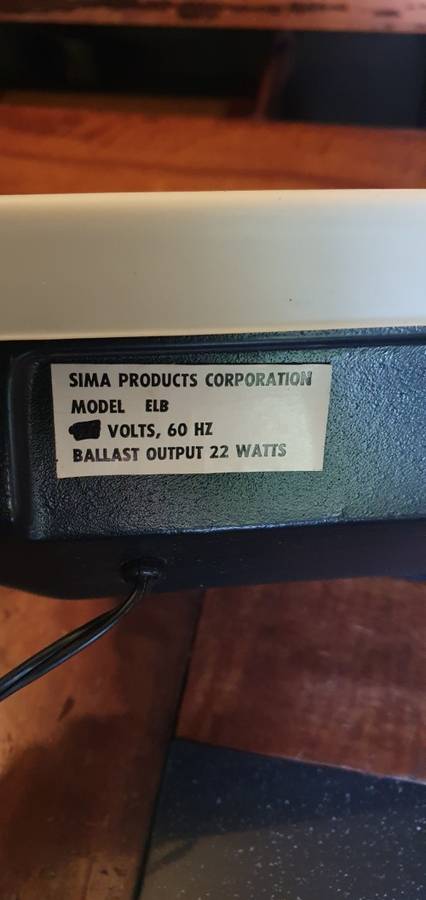 SIMA PRODUCTS CORPORATION
MODEL ELB
VOLTS, 60 HZ
BALLAST OUTPUT 22 WATTS